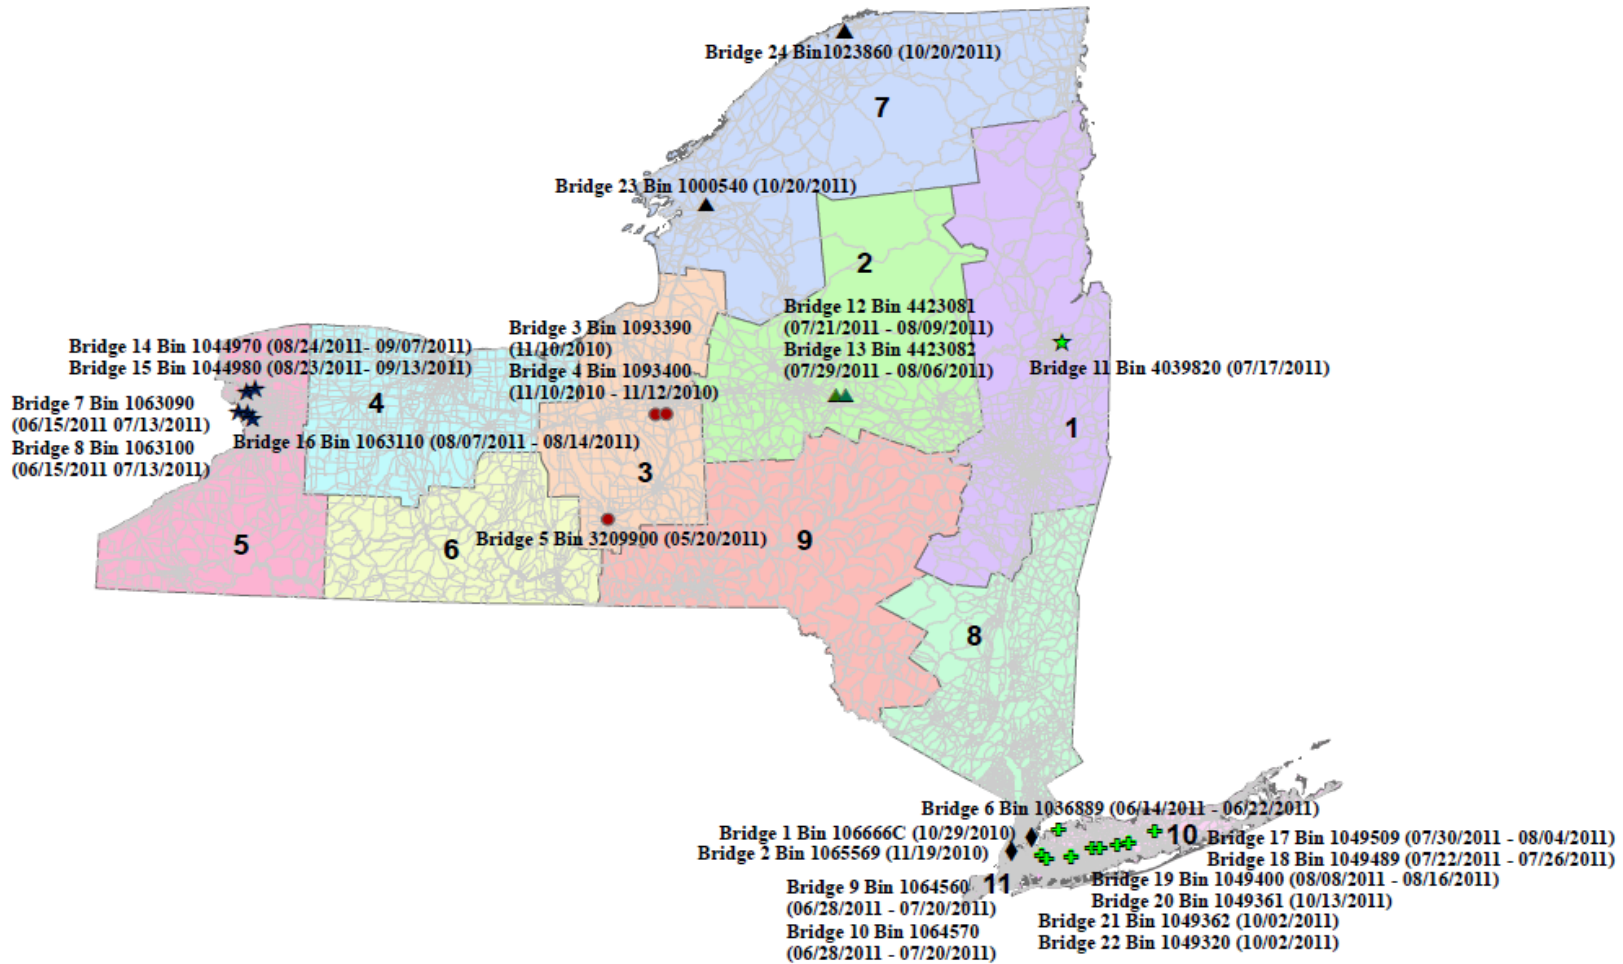 Bridge 24 Bin1023860 (10/20/2011)
7
Bridge 23 Bin 1000540 (10/20/2011)
2
Bridge 12 Bin 4423081
(07/21/2011 - 08/09/2011)
Bridge 13 Bin 4423082
(07/29/2011 - 08/06/2011)
Bridge 3 Bin 1093390
(11/10/2010)
Bridge 4 Bin 1093400
(11/10/2010 - 11/12/2010)
Bridge 14 Bin 1044970 (08/24/2011- 09/07/2011)
Bridge 15 Bin 1044980 (08/23/2011- 09/13/2011)
Bridge 11 Bin 4039820 (07/17/2011)
Bridge 7 Bin 1063090
(06/15/2011 07/13/2011)
Bridge 8 Bin 1063100
(06/15/2011 07/13/2011)
4
1
Bridge 16 Bin 1063110 (08/07/2011 - 08/14/2011)
3
5
6
Bridge 5 Bin 3209900 (05/20/2011)
9
8
Bridge 6 Bin 1036889 (06/14/2011 - 06/22/2011)
Bridge 1 Bin 106666C (10/29/2010)
Bridge 2 Bin 1065569 (11/19/2010)
10
Bridge 17 Bin 1049509 (07/30/2011 - 08/04/2011)
Bridge 18 Bin 1049489 (07/22/2011 - 07/26/2011)
11
Bridge 19 Bin 1049400 (08/08/2011 - 08/16/2011)
Bridge 20 Bin 1049361 (10/13/2011)
Bridge 21 Bin 1049362 (10/02/2011)
Bridge 22 Bin 1049320 (10/02/2011)
Bridge 9 Bin 1064560
(06/28/2011 - 07/20/2011)
Bridge 10 Bin 1064570
(06/28/2011 - 07/20/2011)